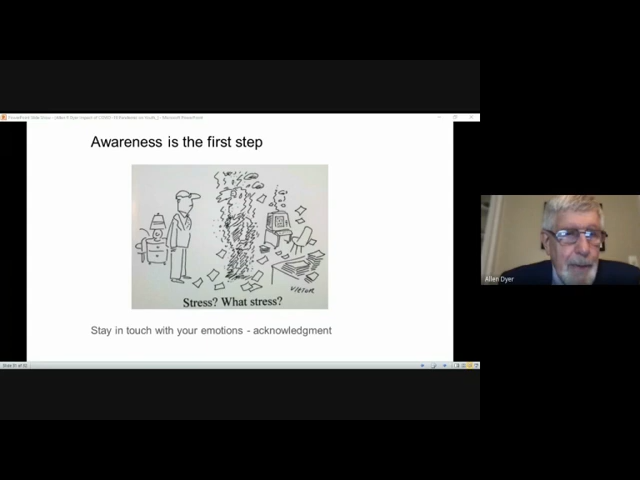 Awareness is the first step
Stress? What stress?
Stay in touch with your emotions - acknowledgment
Allen Dyer